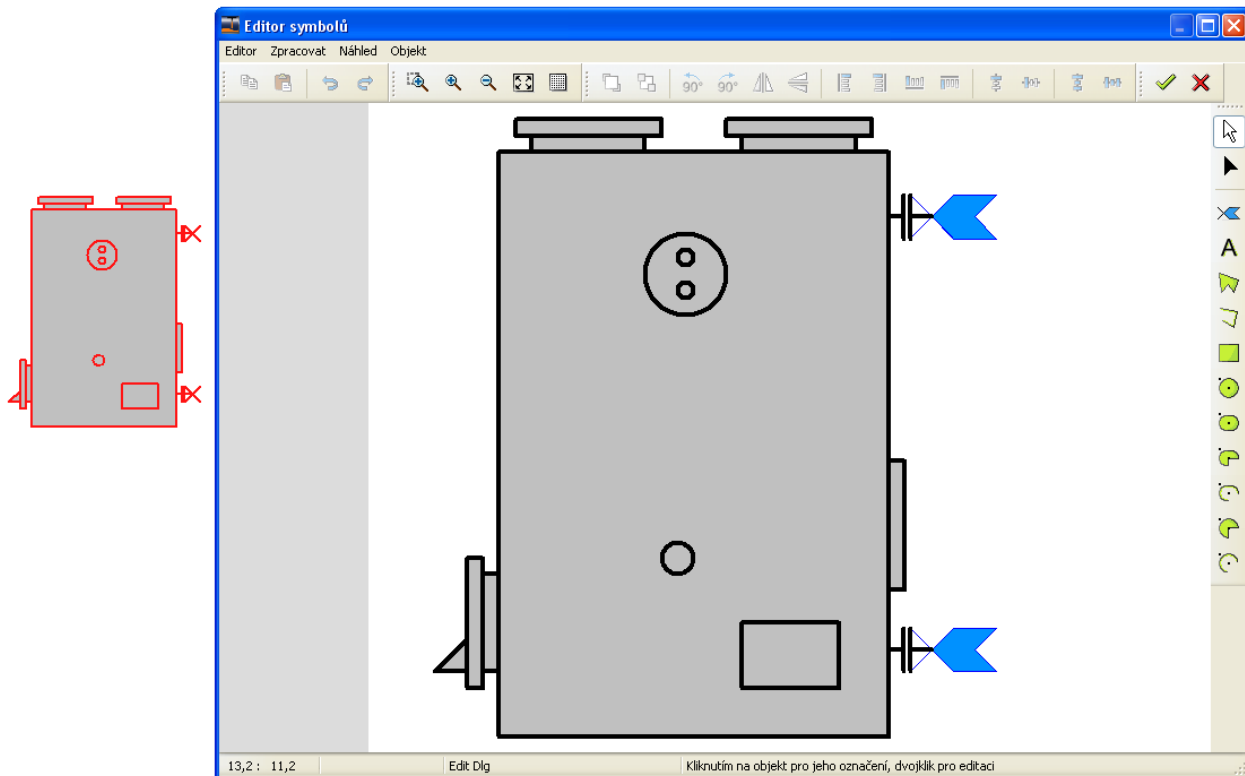 Editor symbolů
Editor Zpracovat Náhled Objekt
90° 90°
A
13,2 : 11,2 Edit Dlg Kliknutím na objekt pro jeho označení, dvojklik pro editaci